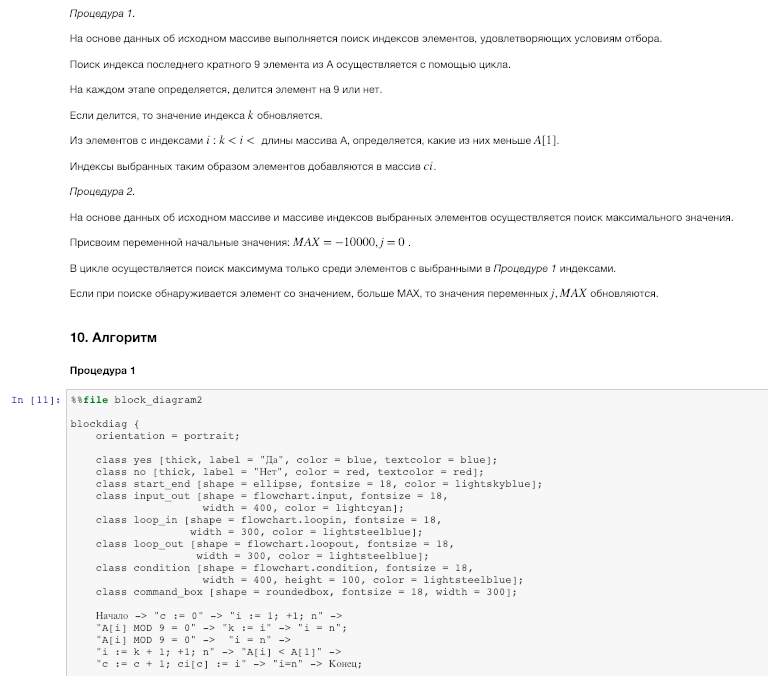 Процедура 1.
На основе данных об исходном массиве выполняется поиск индексов элементов, удовлетворяющих условиям отбора.
Поиск индекса последнего кратного 9 элемента из A осуществляется с помощью цикла.
На каждом этапе определяется, делится элемент на 9 или нет.
Если делится, то значение индекса k обновляется.
Из элементов с индексами i : k < i < длины массива A, определяется, какие из них меньше A[1].
Индексы выбранных таким образом элементов добавляются в массив ci.
Процедура 2.
На основе данных об исходном массиве и массиве индексов выбранных элементов осуществляется поиск максимального значения.
Присвоим переменной начальные значения: MAX = −10000, j = 0 .
В цикле осуществляется поиск максимума только среди элементов с выбранными в Процедуре 1 индексами.
Если при поиске обнаруживается элемент со значением, больше MAX, то значения переменных j, MAX обновляются.
10. Алгоритм
Процедура 1
In [11]: %%file block_diagram2
blockdiag {
orientation = portrait;
class yes [thick, label = "Да", color = blue, textcolor = blue];
class no [thick, label = "Нет", color = red, textcolor = red];
class start_end [shape = ellipse, fontsize = 18, color = lightskyblue];
class input_out [shape = flowchart.input, fontsize = 18,
width = 400, color = lightcyan];
class loop_in [shape = flowchart.loopin, fontsize = 18,
width = 300, color = lightsteelblue];
class loop_out [shape = flowchart.loopout, fontsize = 18,
width = 300, color = lightsteelblue];
class condition [shape = flowchart.condition, fontsize = 18,
width = 400, height = 100, color = lightsteelblue];
class command_box [shape = roundedbox, fontsize = 18, width = 300];
Начало -> "c := 0" -> "i := 1; +1; n" ->
"A[i] MOD 9 = 0" -> "k := i" -> "i = n";
"A[i] MOD 9 = 0" -> "i = n" ->
"i := k + 1; +1; n" -> "A[i] < A[1]" ->
"c := c + 1; ci[c] := i" -> "i=n" -> Конец;